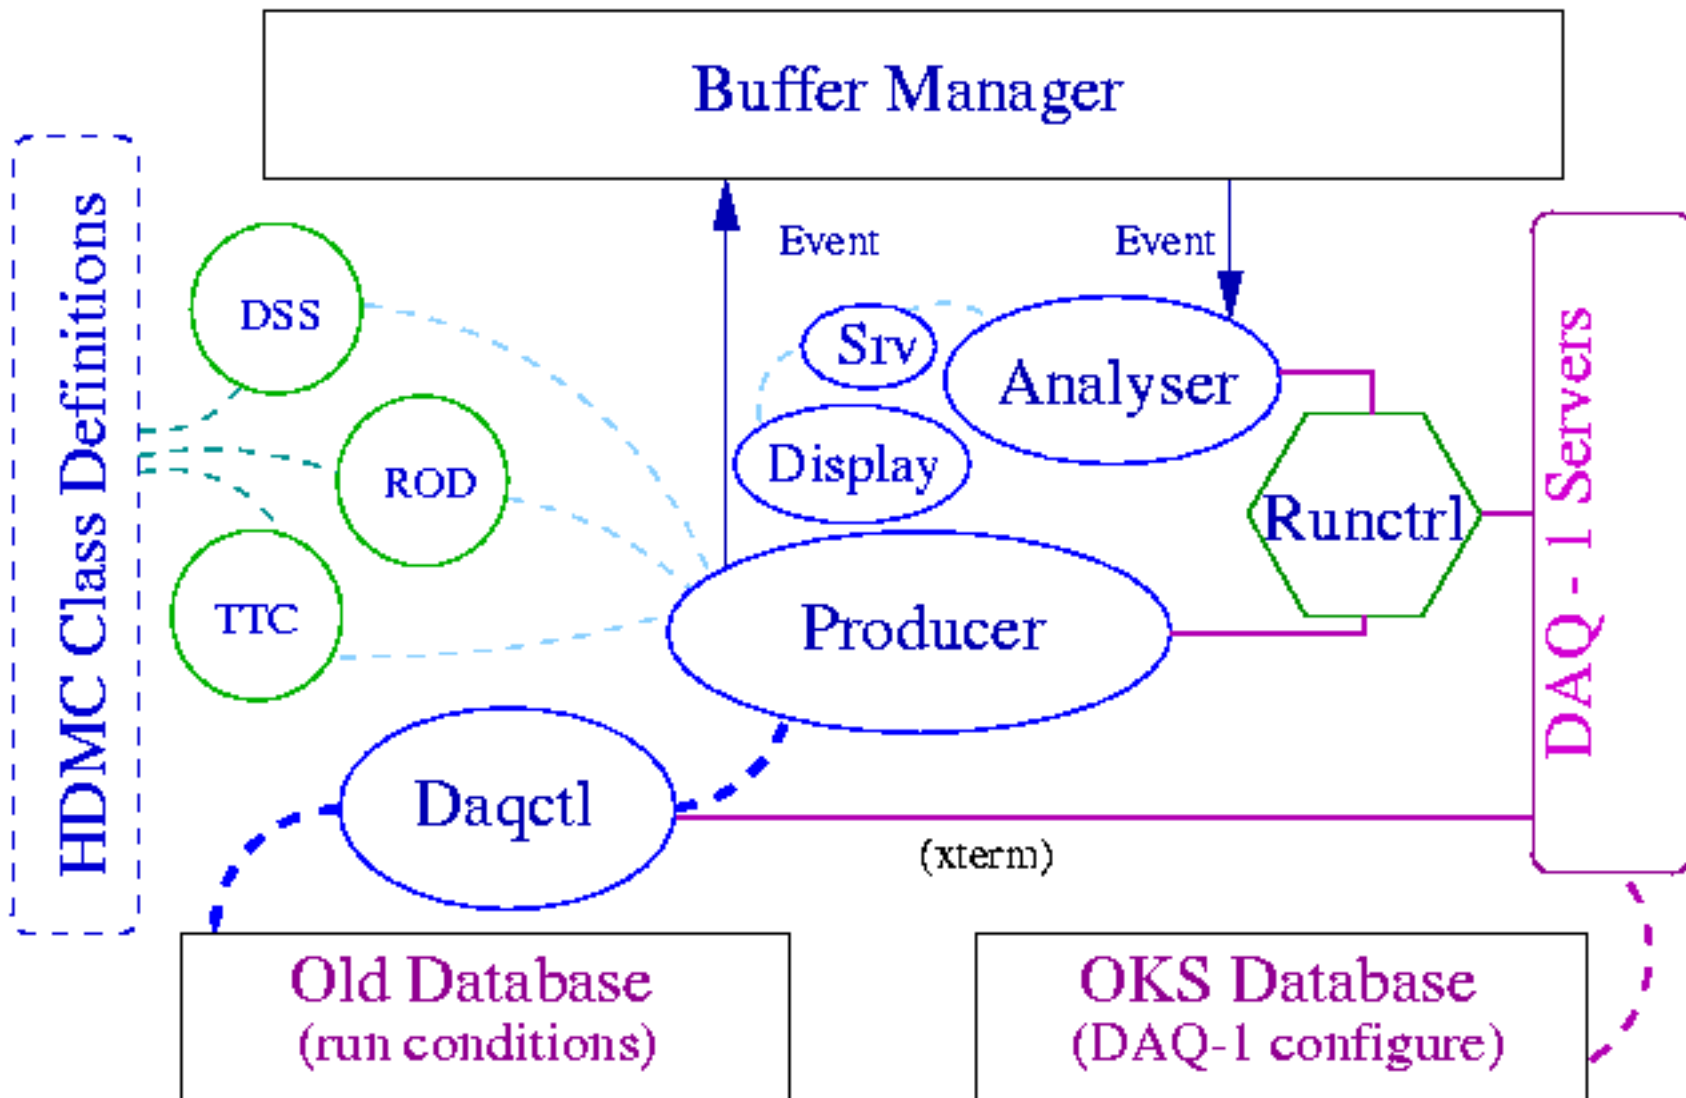 Buffer Manager
HDMC Class Definitions
Event
Event
DSS
Srv
Analyser
DAQ - 1 Servers
ROD
Display
Runctrl
TTC
Producer
Daqctl
(xterm)
Old Database
(run conditions)
OKS Database
(DAQ-1 configure)